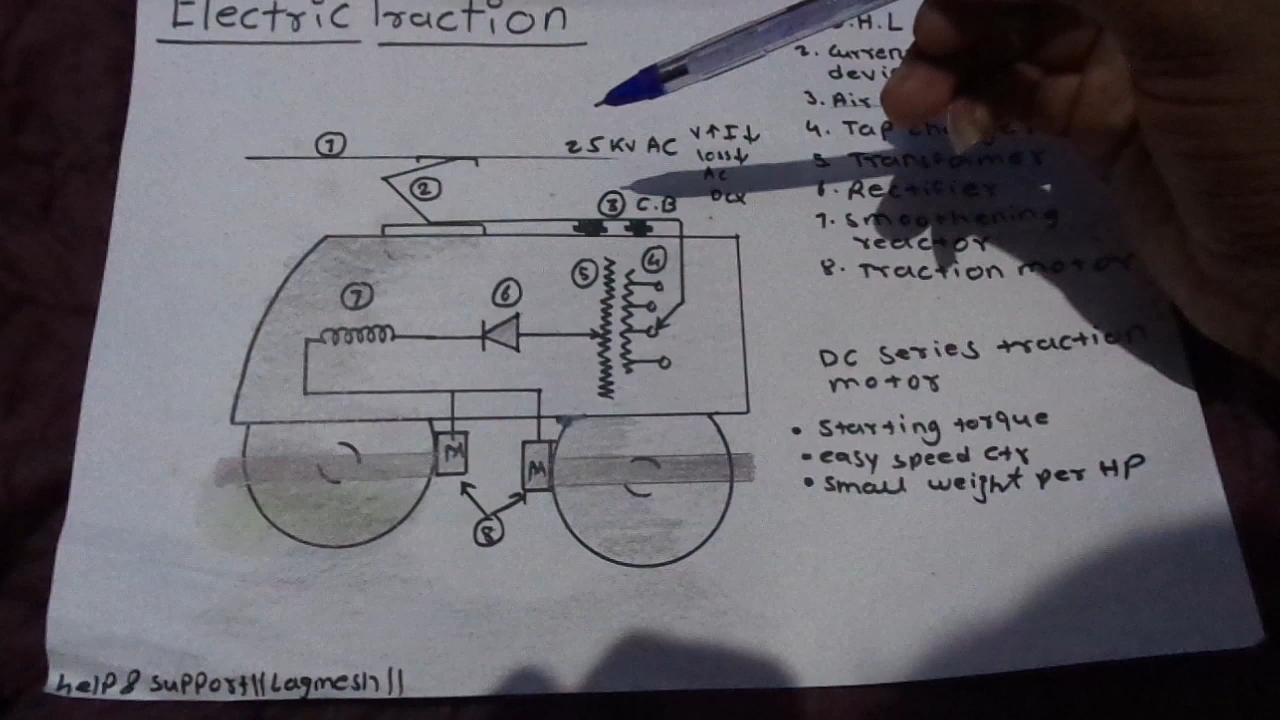 Electric Traction
1
25 KV AC
V↑I↓
loss↓
AC
2
3 C.B
4
5
6
7
M
M
8
.H.L
2.
3. Air
4. Tap
5 Transformer
6. Rectifier
7. Smoothening
reactor
8. Traction motor
DC series traction
motor
• starting torque
• easy speed ctr
• small weight per HP
help & support||Lagmesh||